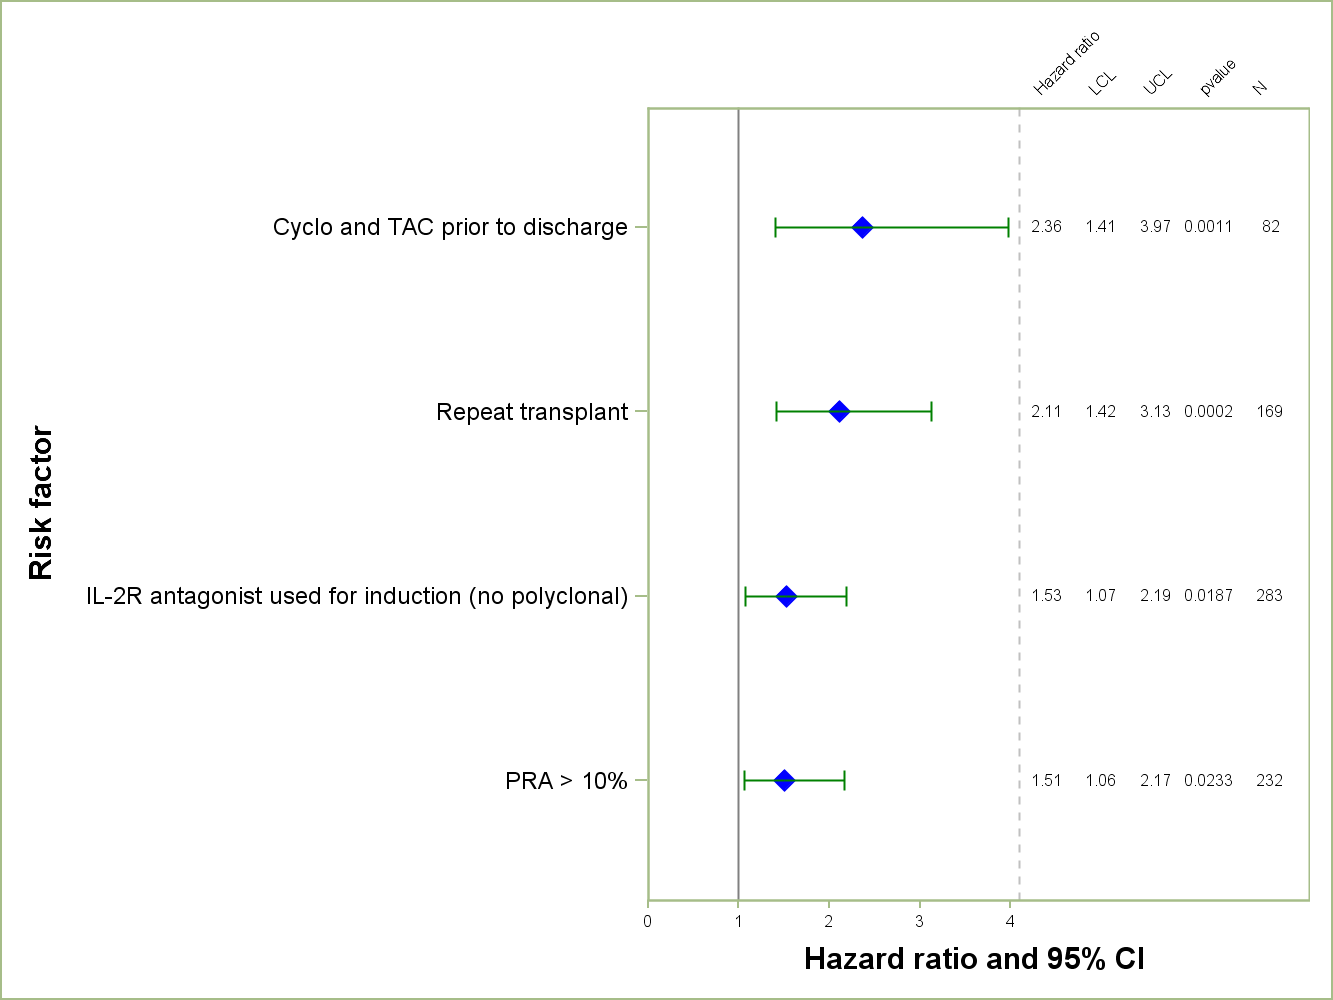 Hazard ratio LCL UCL pvalue N
Cyclo and TAC prior to discharge 2.36 1.41 3.97 0.0011 82
Repeat transplant 2.11 1.42 3.13 0.0002 169
Risk factor
IL-2R antagonist used for induction (no polyclonal) 1.53 1.07 2.19 0.0187 283
PRA > 10% 1.51 1.06 2.17 0.0233 232
0 1 2 3 4
Hazard ratio and 95% CI